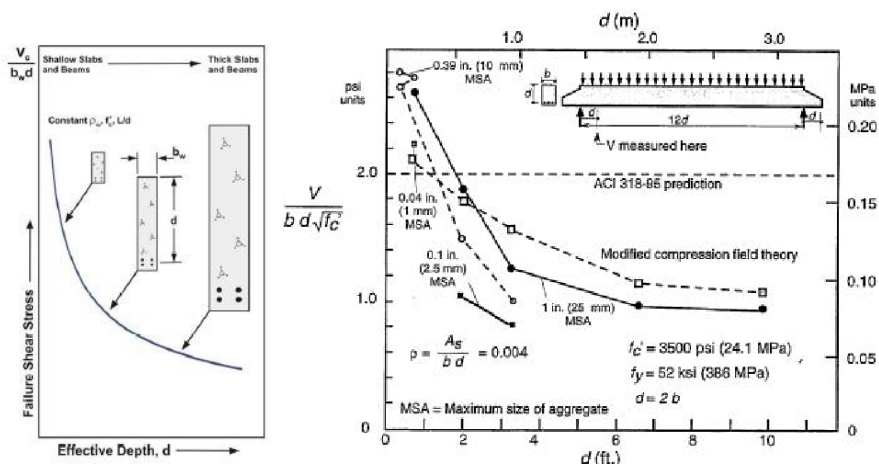 V_c
b_w d
Shallow Slabs and Beams
Thick Slabs and Beams
Constant ρ_w, f'_c, L/d
b_w
d
Failure Shear Stress
Effective Depth, d
d (m)
1.0
2.0
3.0
psi units
MPa units
2.0
1.0
0
0.20
0.15
0.10
0.05
0
V
b d√f'c
0.39 in. (10 mm)
MSA
b
d
d
12d
d
V measured here
ACI 318-95 prediction
0.04 in.
(1 mm)
MSA
0.1 in.
(2.5 mm)
MSA
Modified compression field theory
1 in. (25 mm)
MSA
ρ = A_s / b d = 0.004
f'c = 3500 psi (24.1 MPa)
f_y = 52 ksi (386 MPa)
d = 2 b
MSA = Maximum size of aggregate
0
2
4
6
8
10
d (ft.)